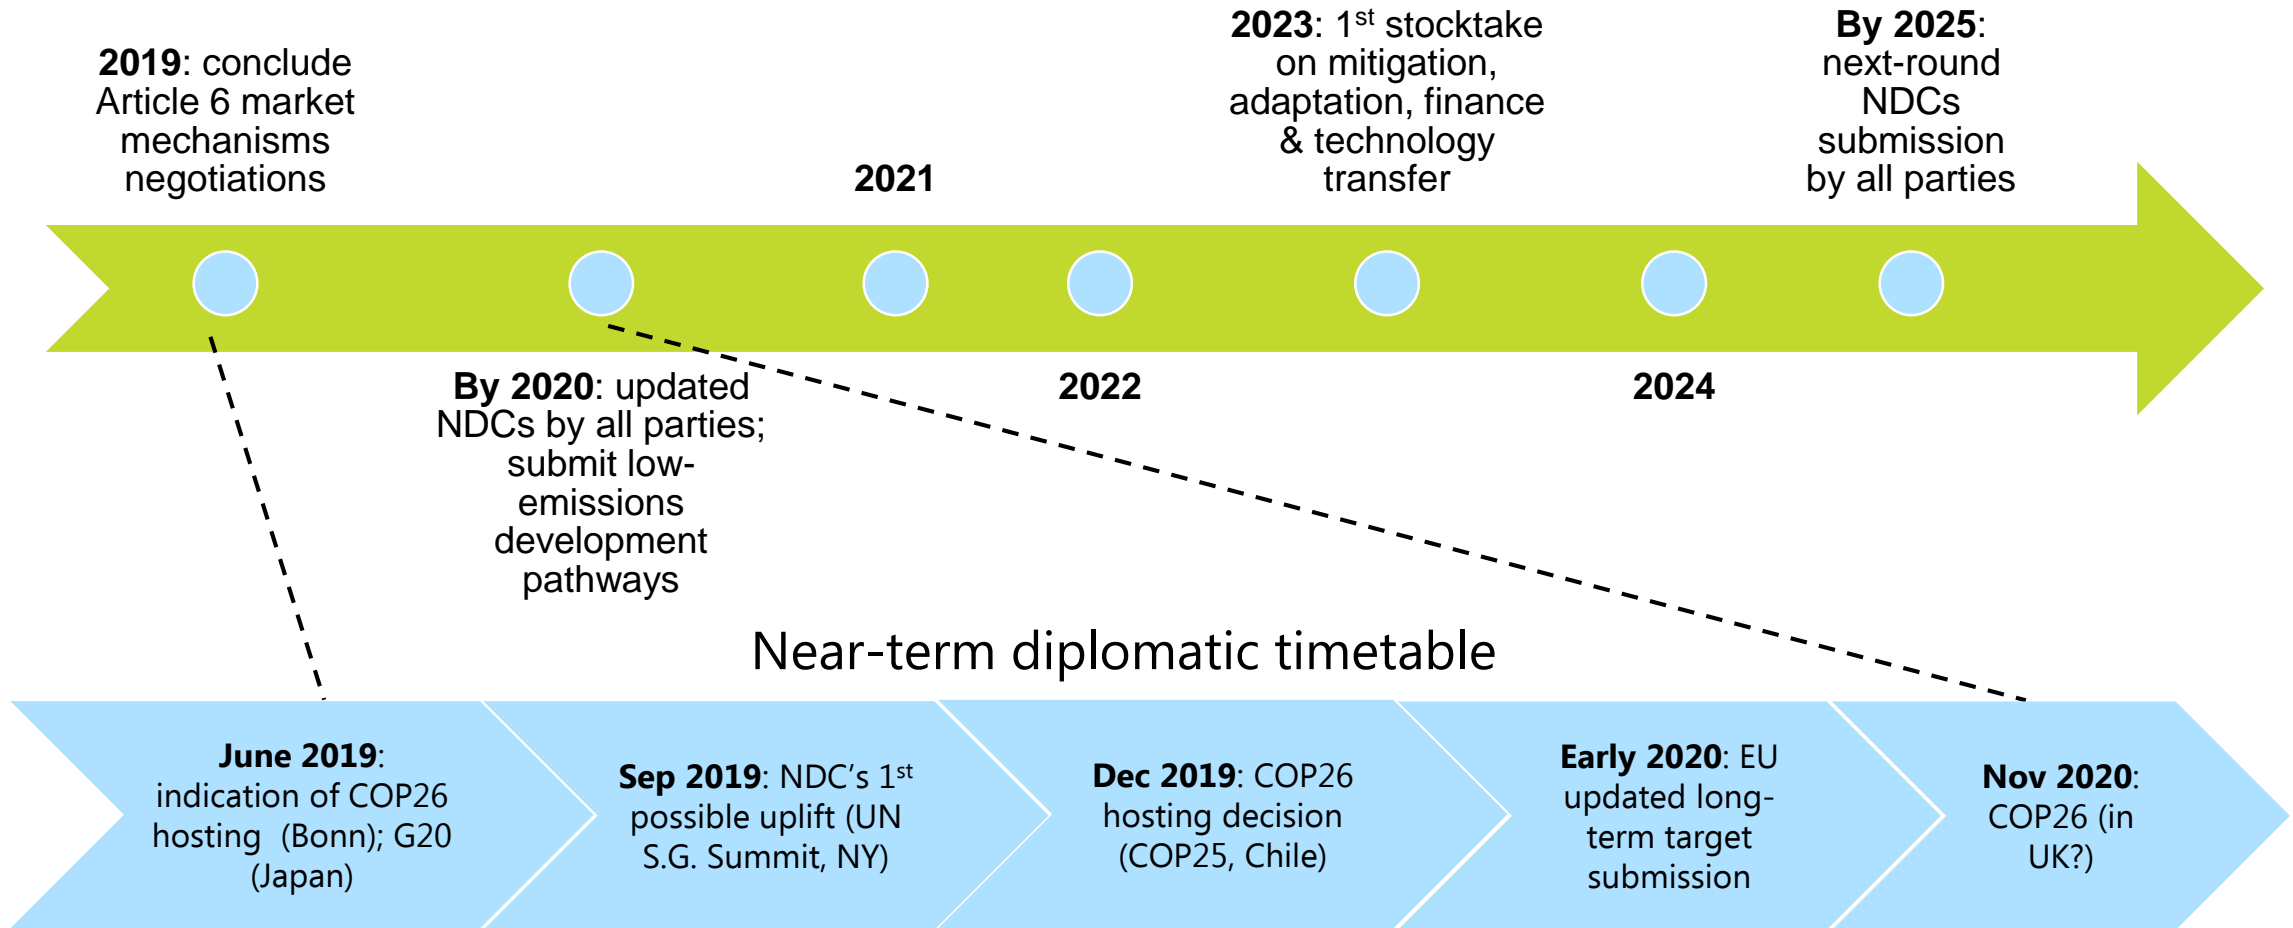 2019: conclude
Article 6 market
mechanisms
negotiations
2021
2023: 1st stocktake
on mitigation,
adaptation, finance
& technology
transfer
By 2025:
next-round
NDCs
submission
by all parties
By 2020: updated
NDCs by all parties;
submit low-
emissions
development
pathways
2022
2024
Near-term diplomatic timetable
June 2019:
indication of COP26
hosting (Bonn); G20
(Japan)
Sep 2019: NDC's 1st
possible uplift (UN
S.G. Summit, NY)
Dec 2019: COP26
hosting decision
(COP25, Chile)
Early 2020: EU
updated long-
term target
submission
Nov 2020:
COP26 (in
UK?)